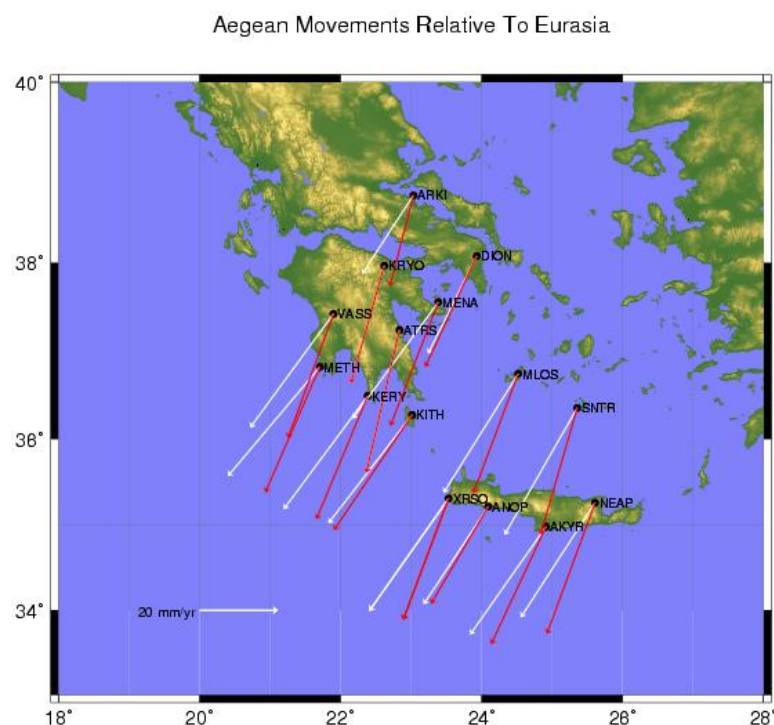 Aegean Movements Relative To Eurasia
40°
ARKI
38°
KRYO
DION
MENA
VASS
ATRS
METH
MLOS
KERY
SNTR
KITH
36°
XRSO
ANOP
NEAP
AKYR
20 mm/yr
34°
18°
20°
22°
24°
26°
28°